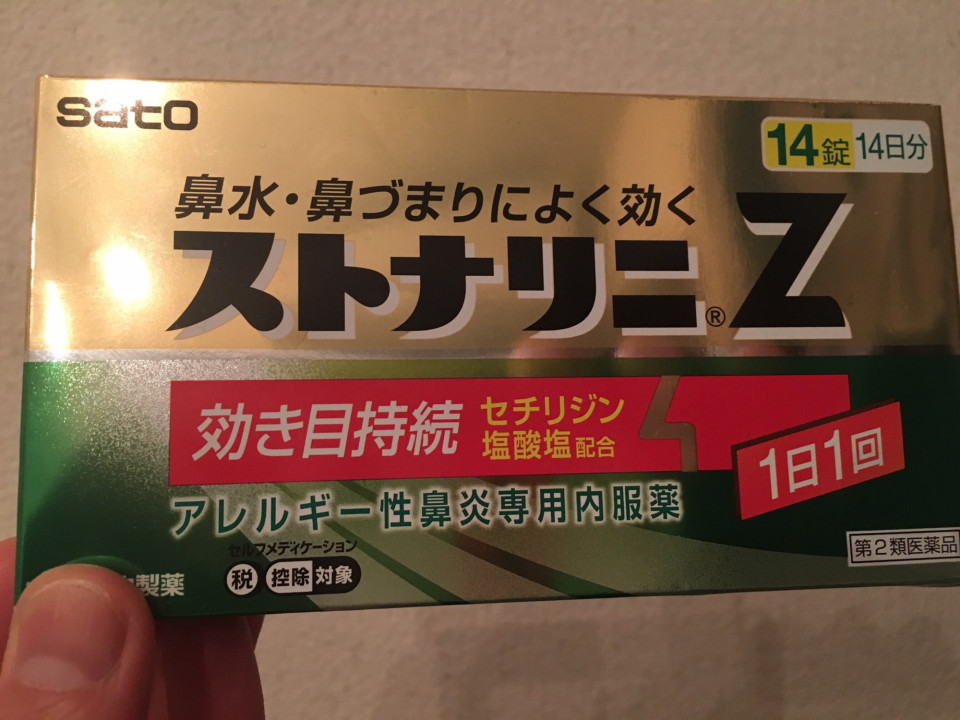 sato
14錠 14日分
鼻水・鼻づまりによく効く
ストナリニ®Z
効き目持続
セチリジン
塩酸塩配合
1日1回
アレルギー性鼻炎専用内服薬
第2類医薬品
セルフメディケーション
税 控除対象
製薬